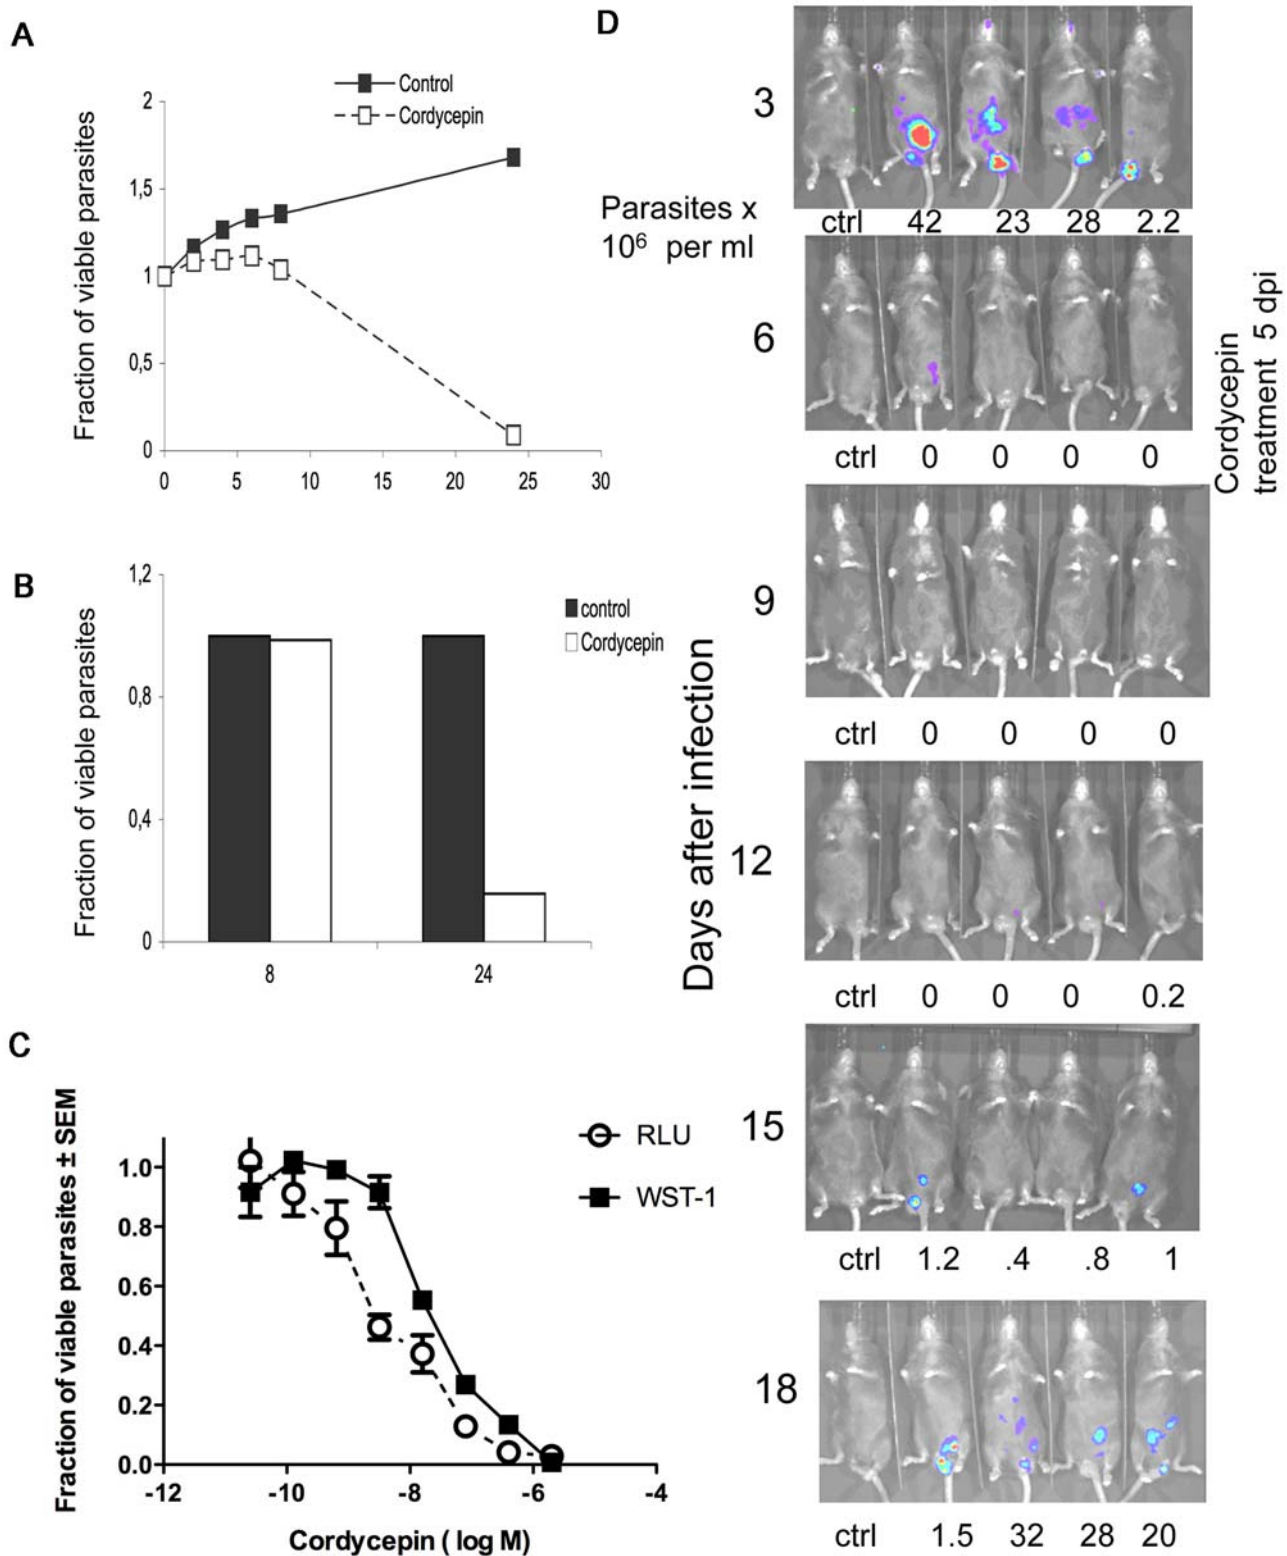 A
Control
Cordycepin
Fraction of viable parasites
2
1,5
1
0,5
0
0 5 10 15 20 25 30
B
control
Cordycepin
Fraction of viable parasites
1,2
0,8
0,4
0
8 24
C
RLU
WST-1
Fraction of viable parasites ± SEM
1.0
0.8
0.6
0.4
0.2
0.0
-12 -10 -8 -6 -4
Cordycepin ( log M)
D
Parasites x
10⁶ per ml
Days after infection
Cordycepin
treatment 5 dpi
3
ctrl 42 23 28 2.2
6
ctrl 0 0 0 0
9
ctrl 0 0 0 0
12
ctrl 0 0 0 0.2
15
ctrl 1.2 .4 .8 1
18
ctrl 1.5 32 28 20